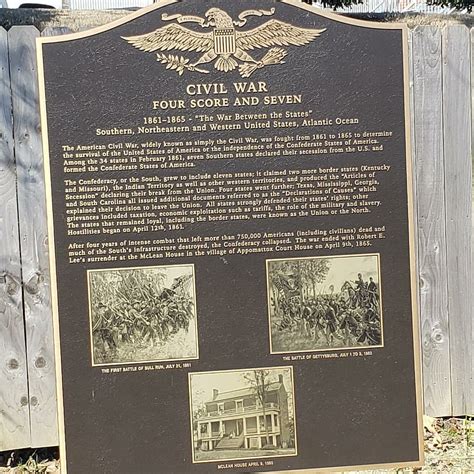 CIVIL WAR
FOUR SCORE AND SEVEN
1861–1865 - "The War Between the States"
Southern, Northeastern and Western United States, Atlantic Ocean
The American Civil War, widely known as simply the Civil War, was fought from 1861 to 1865 to determine
the survival of the United States of America or the independence of the Confederate States of America.
Among the 34 states in February 1861, seven Southern states declared their secession from the U.S. and
formed the Confederate States of America.
The Confederacy, or the South, grew to include eleven states; it claimed two more border states (Kentucky
and Missouri), the Indian Territory as well as other western territories, and produced the "Articles of
Secession" declaring their break from the Union. Four states went further; Texas, Mississippi, Georgia,
and South Carolina all issued additional documents referred to as the "Declarations of Causes" which
explained their decision to leave the Union. All states strongly defended their states' rights; other
grievances included taxation, economic exploitation such as tariffs, the role of the military and slavery.
The states that remained loyal, including the border states, were known as the Union or the North.
Hostilities began on April 12th, 1865.
After four years of intense combat that left more than 750,000 Americans (including civilians) dead and
much of the South's infrastructure destroyed, the Confederacy collapsed. The war ended with Robert E.
Lee's surrender at the McLean House in the village of Appomattox Court House on April 9th, 1865.
THE FIRST BATTLE OF BULL RUN, JULY 21, 1861
THE BATTLE OF GETTYSBURG, JULY 1 TO 3, 1863
MCLEAN HOUSE APRIL 9, 1865